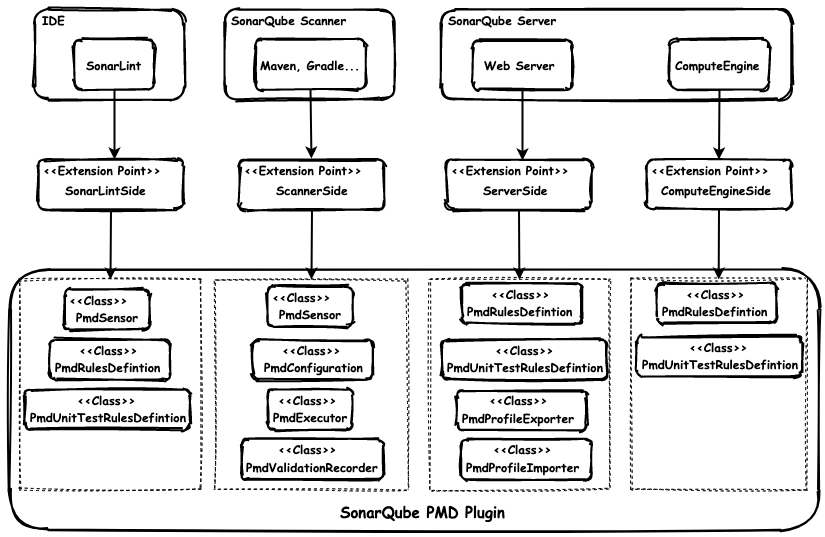 IDE
SonarLint
SonarQube Scanner
Maven, Gradle...
SonarQube Server
Web Server
ComputeEngine
<<Extension Point>>
SonarLintSide
<<Extension Point>>
ScannerSide
<<Extension Point>>
ServerSide
<<Extension Point>>
ComputeEngineSide
<<Class>>
PmdSensor
<<Class>>
PmdRulesDefintion
<<Class>>
PmdUnitTestRulesDefintion
<<Class>>
PmdSensor
<<Class>>
PmdConfiguration
<<Class>>
PmdExecutor
<<Class>>
PmdValidationRecorder
<<Class>>
PmdRulesDefintion
<<Class>>
PmdUnitTestRulesDefintion
<<Class>>
PmdProfileExporter
<<Class>>
PmdProfileImporter
<<Class>>
PmdRulesDefintion
<<Class>>
PmdUnitTestRulesDefintion
SonarQube PMD Plugin